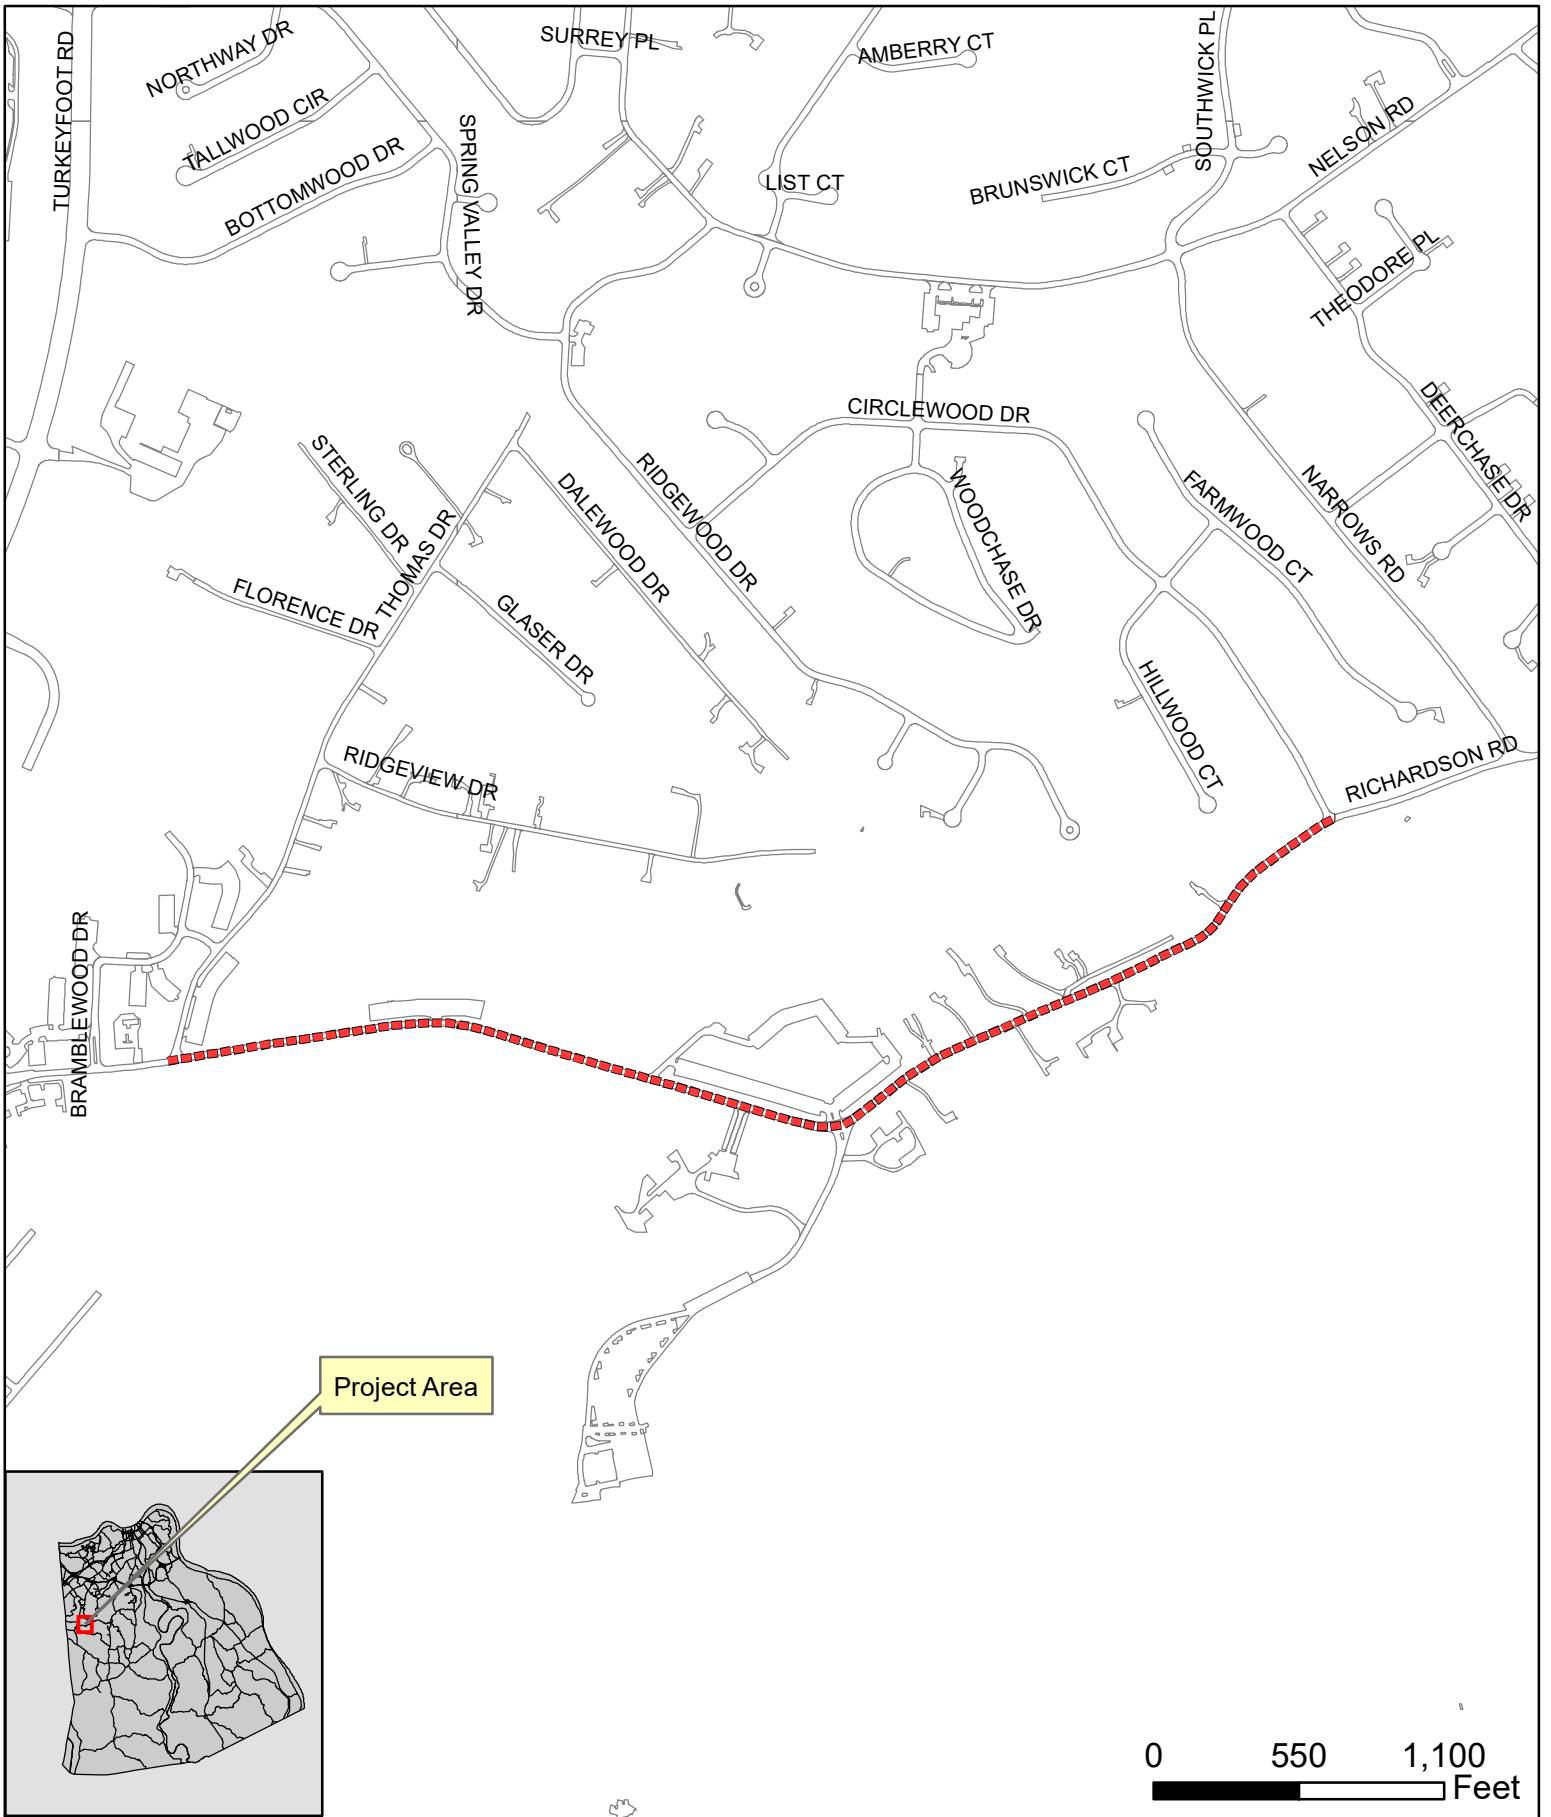 TURKEYFOOT RD
NORTHWAY DR
TALLWOOD CIR
BOTTOMWOOD DR
SPRING VALLEY DR
SURREY PL
AMBERRY CT
LIST CT
BRUNSWICK CT
SOUTHWICK PL
NELSON RD
THEODORE PL
DEERCHASE DR
CIRCLEWOOD DR
STERLING DR
THOMAS DR
DALEWOOD DR
RIDGEWOOD DR
WOODCHASE DR
FARMWOOD CT
NARROWS RD
FLORENCE DR
GLASER DR
HILLWOOD CT
RIDGEVIEW DR
RICHARDSON RD
BRAMBLEWOOD DR
Project Area
0 550 1,100
Feet